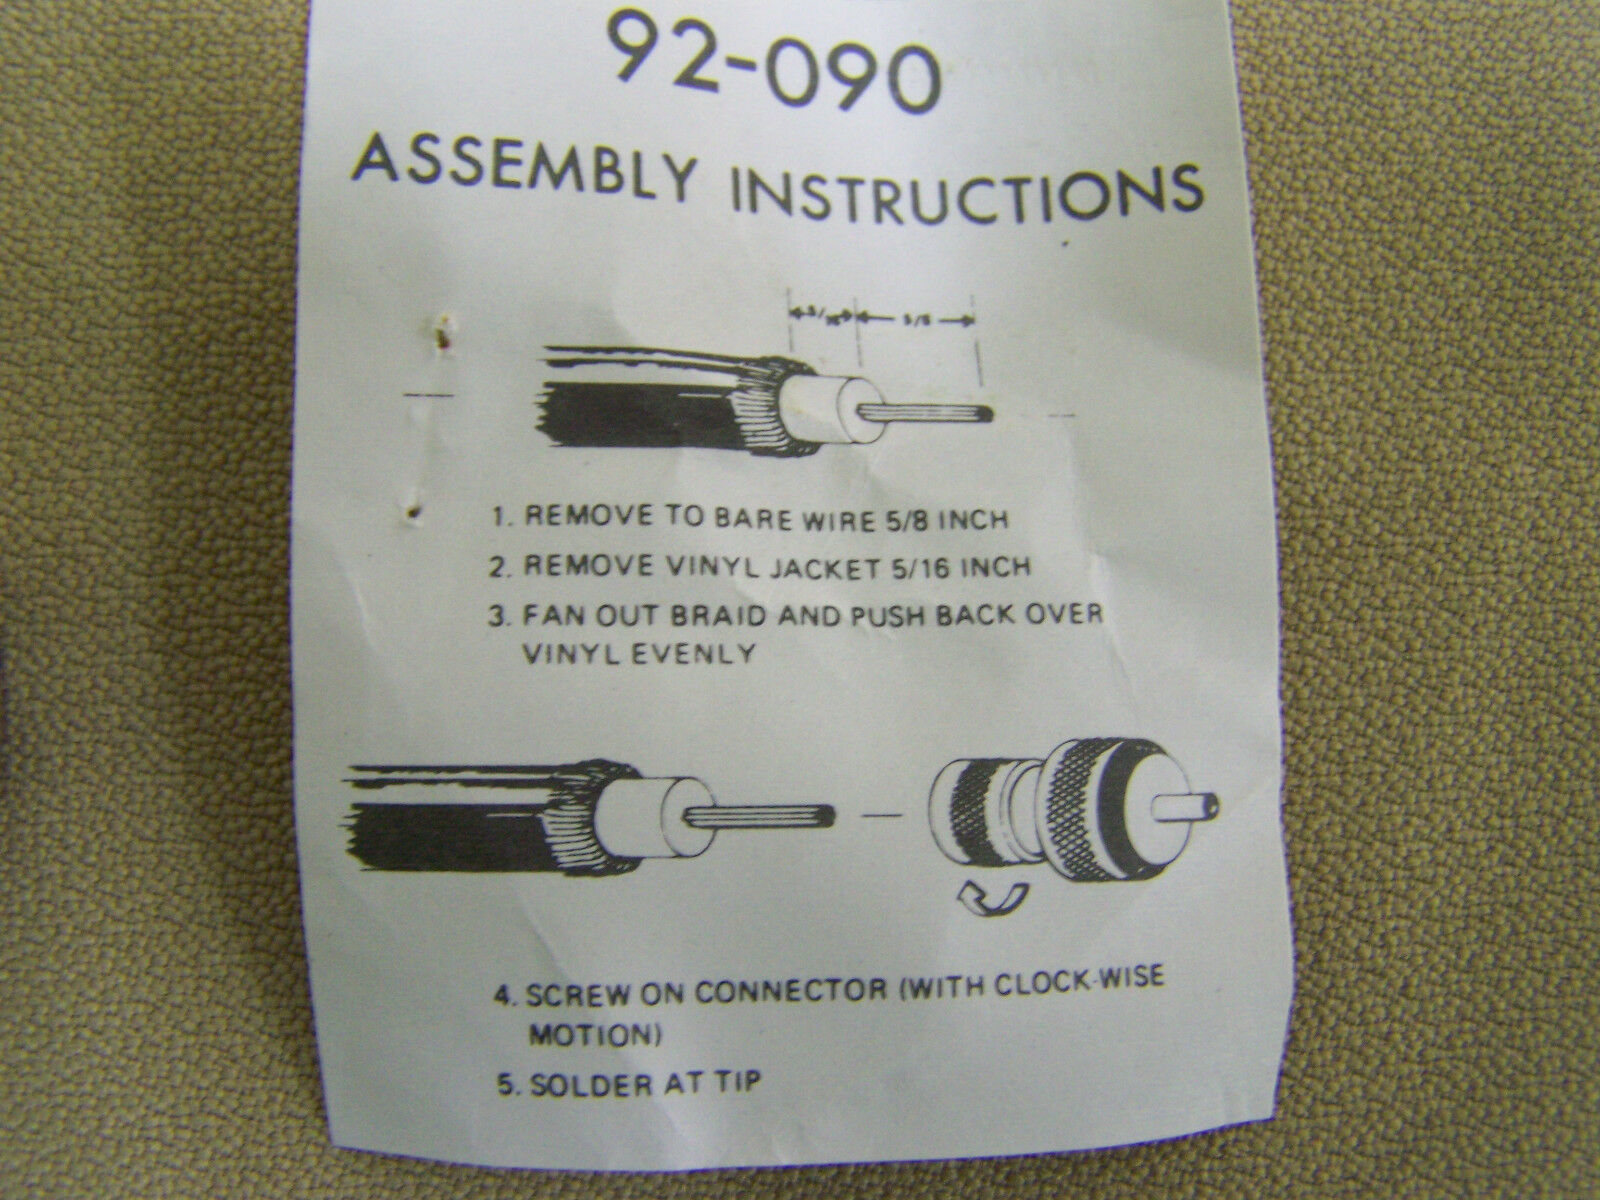 92-090
ASSEMBLY INSTRUCTIONS
5/16 5/8
1. REMOVE TO BARE WIRE 5/8 INCH
2. REMOVE VINYL JACKET 5/16 INCH
3. FAN OUT BRAID AND PUSH BACK OVER
VINYL EVENLY
4. SCREW ON CONNECTOR (WITH CLOCK-WISE
MOTION)
5. SOLDER AT TIP